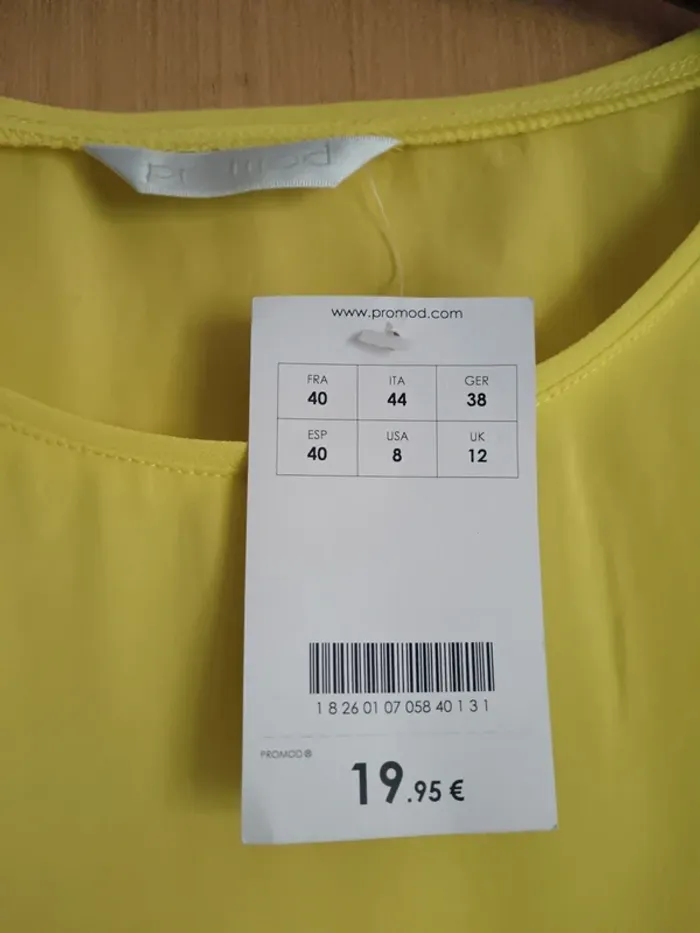 promod
www.promod.com
FRA ITA GER
40 44 38
ESP USA UK
40 8 12
1 8 26 01 07 058 40 1 3 1
PROMOD®
19.95 €